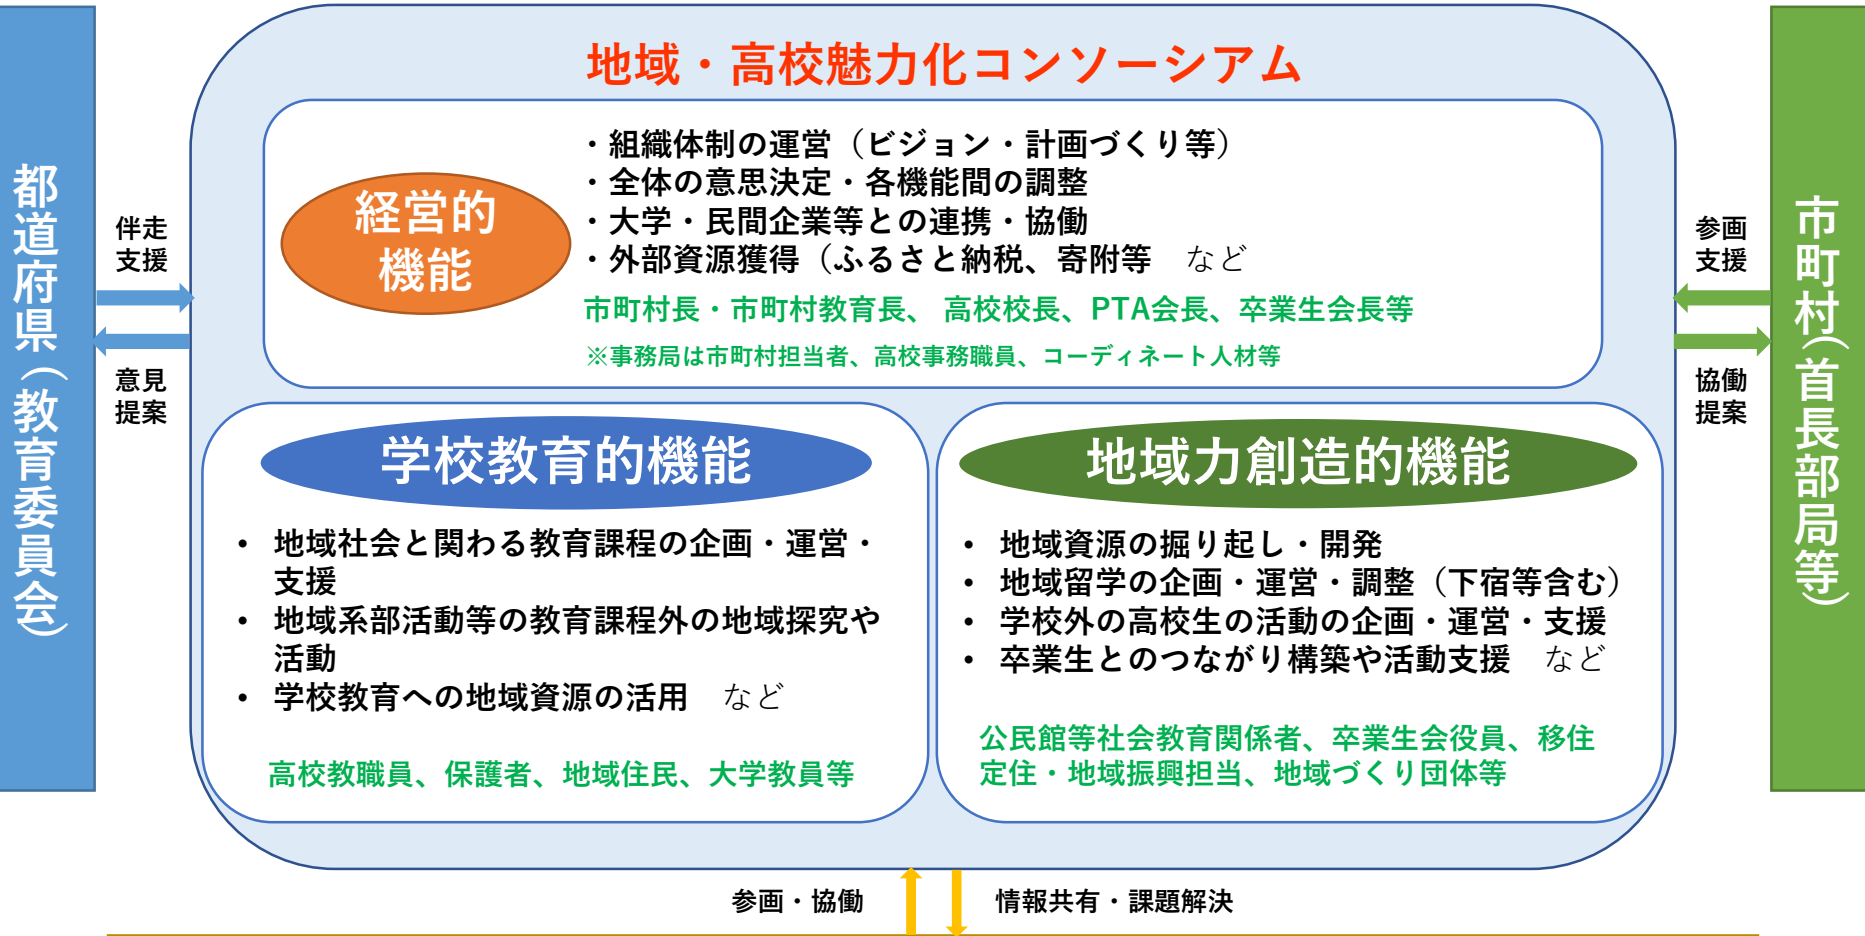 地域・高校魅力化コンソーシアム
経営的
機能
・組織体制の運営（ビジョン・計画づくり等）
・全体の意思決定・各機能間の調整
・大学・民間企業等との連携・協働
・外部資源獲得（ふるさと納税、寄附等　など
市町村長・市町村教育長、 高校校長、PTA会長、卒業生会長等
※事務局は市町村担当者、高校事務職員、コーディネート人材等
都道府県（教育委員会）
伴走
支援
意見
提案
市町村（首長部局等）
参画
支援
協働
提案
学校教育的機能
• 地域社会と関わる教育課程の企画・運営・
支援
• 地域系部活動等の教育課程外の地域探究や
活動
• 学校教育への地域資源の活用　など
高校教職員、保護者、地域住民、大学教員等
地域力創造的機能
• 地域資源の掘り起し・開発
• 地域留学の企画・運営・調整（下宿等含む）
• 学校外の高校生の活動の企画・運営・支援
• 卒業生とのつながり構築や活動支援　など
公民館等社会教育関係者、卒業生会役員、移住
定住・地域振興担当、地域づくり団体等
参画・協働
情報共有・課題解決